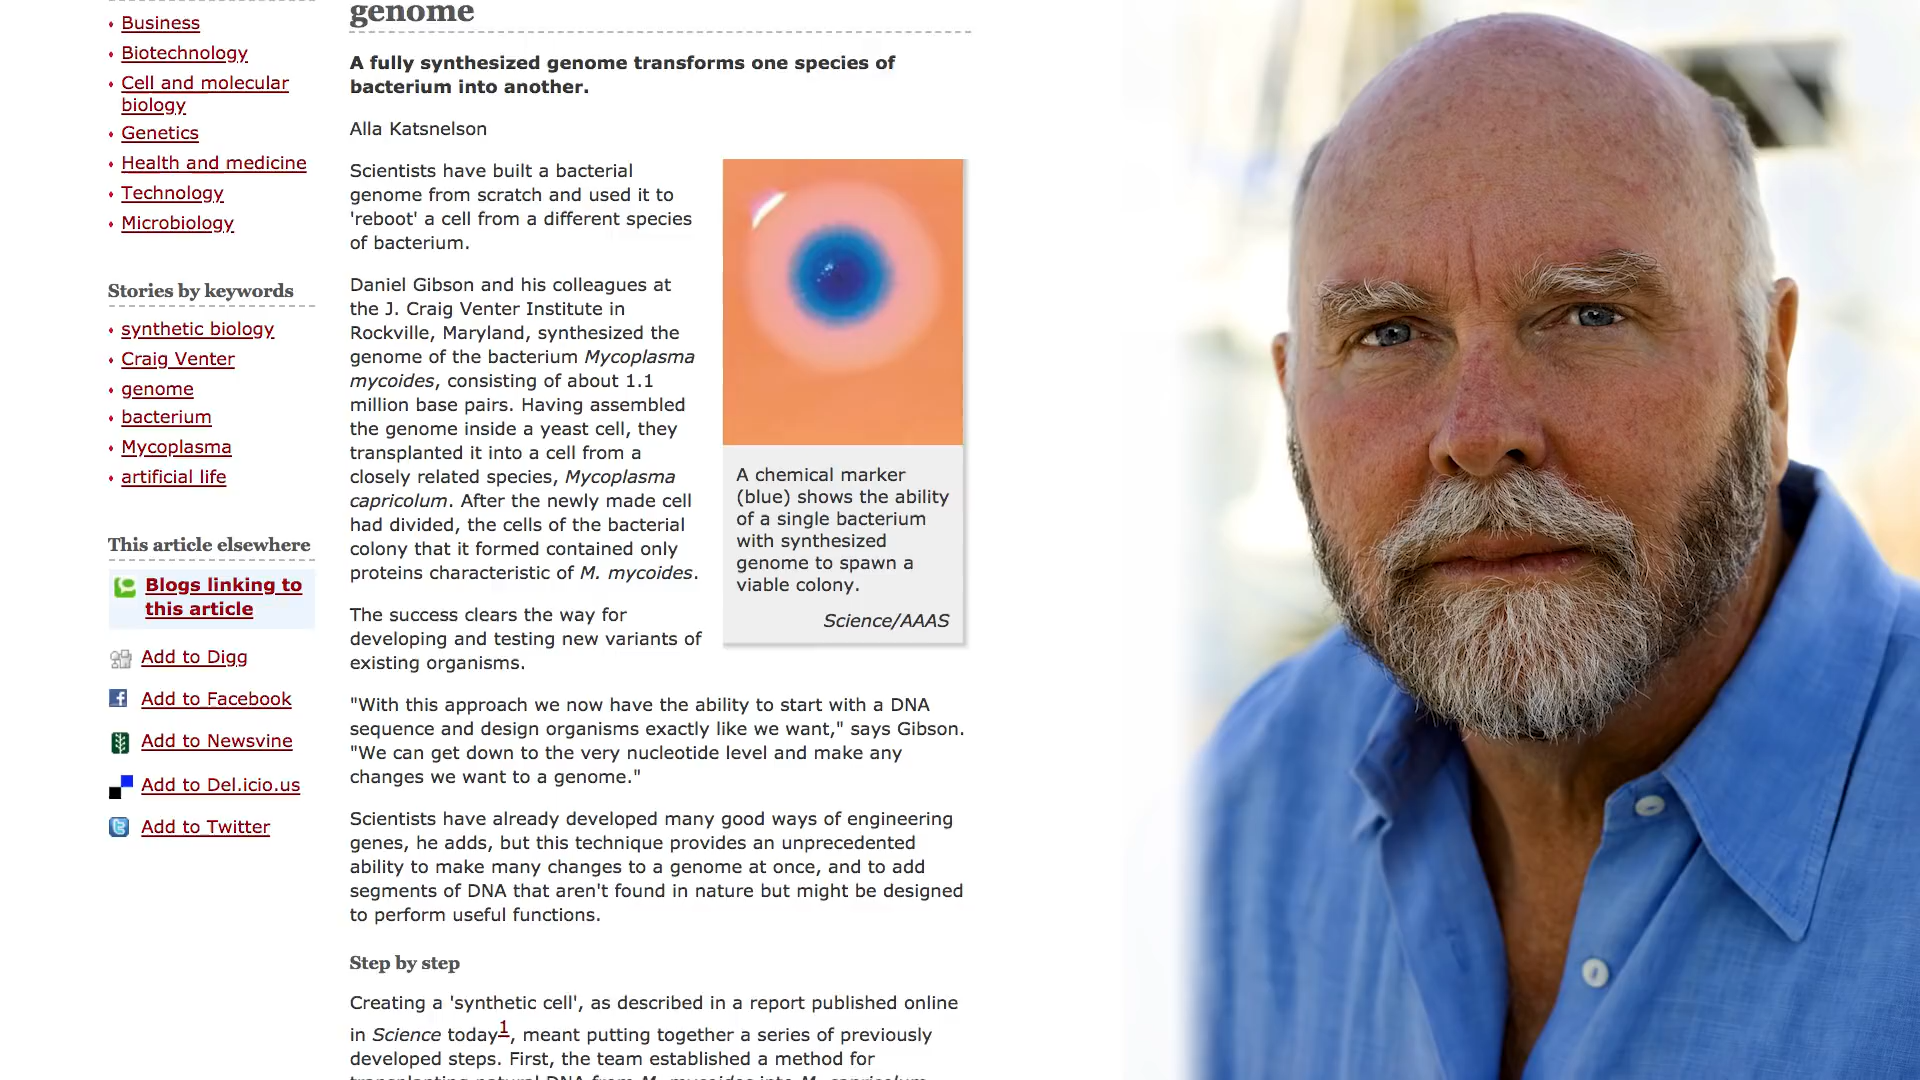 Business
Biotechnology
Cell and molecular
biology
Genetics
Health and medicine
Technology
Microbiology
Stories by keywords
synthetic biology
Craig Venter
genome
bacterium
Mycoplasma
artificial life
This article elsewhere
Blogs linking to
this article
Add to Digg
Add to Facebook
Add to Newsvine
Add to Del.icio.us
Add to Twitter
genome
A fully synthesized genome transforms one species of
bacterium into another.
Alla Katsnelson
Scientists have built a bacterial
genome from scratch and used it to
'reboot' a cell from a different species
of bacterium.
Daniel Gibson and his colleagues at
the J. Craig Venter Institute in
Rockville, Maryland, synthesized the
genome of the bacterium Mycoplasma
mycoides, consisting of about 1.1
million base pairs. Having assembled
the genome inside a yeast cell, they
transplanted it into a cell from a
closely related species, Mycoplasma
capricolum. After the newly made cell
had divided, the cells of the bacterial
colony that it formed contained only
proteins characteristic of M. mycoides.
The success clears the way for
developing and testing new variants of
existing organisms.
A chemical marker
(blue) shows the ability
of a single bacterium
with synthesized
genome to spawn a
viable colony.
Science/AAAS
"With this approach we now have the ability to start with a DNA
sequence and design organisms exactly like we want," says Gibson.
"We can get down to the very nucleotide level and make any
changes we want to a genome."
Scientists have already developed many good ways of engineering
genes, he adds, but this technique provides an unprecedented
ability to make many changes to a genome at once, and to add
segments of DNA that aren't found in nature but might be designed
to perform useful functions.
Step by step
Creating a 'synthetic cell', as described in a report published online
in Science today1, meant putting together a series of previously
developed steps. First, the team established a method for
transplanting natural DNA from M. mycoides into M. capricolum